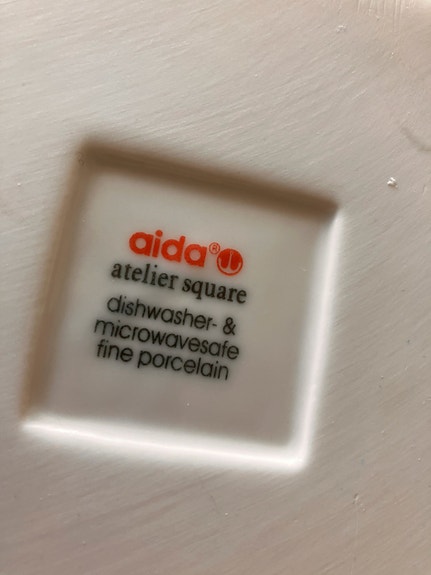 aida®
atelier square
dishwasher- &
microwavesafe
fine porcelain